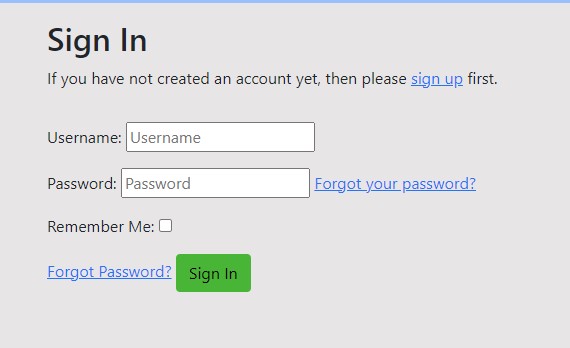 Sign In
If you have not created an account yet, then please sign up first.
Username: Username
Password: Password Forgot your password?
Remember Me:
Forgot Password? Sign In